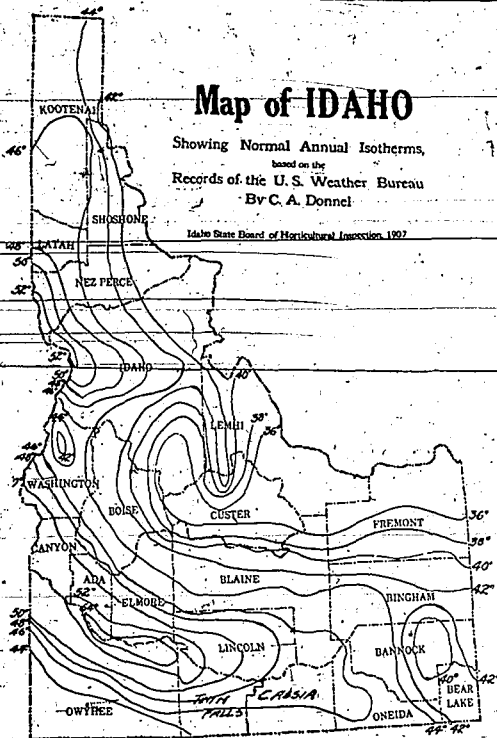 44°
42°
Map of IDAHO
Showing Normal Annual Isotherms,
based on the
Records of the U. S. Weather Bureau
By C. A. Donnel
Idaho State Board of Horticultural Inspection, 1907
KOOTENAI
46°
SHOSHONE
48°
LATAH
50°
NEZ PERCE
52°
52°
50°
48°
46°
IDAHO
40°
LEMHI
38°
36°
44°
42
44°
46°
WASHINGTON
BOISE
CUSTER
FREMONT
36°
38°
40°
42°
CANYON
ADA
52°
54°
ELMORE
BLAINE
BINGHAM
50°
48°
46°
44°
LINCOLN
BANNOCK
40°
42°
BEAR
LAKE
TWIN
FALLS
CASSIA
OWYHEE
ONEIDA
44°
42°